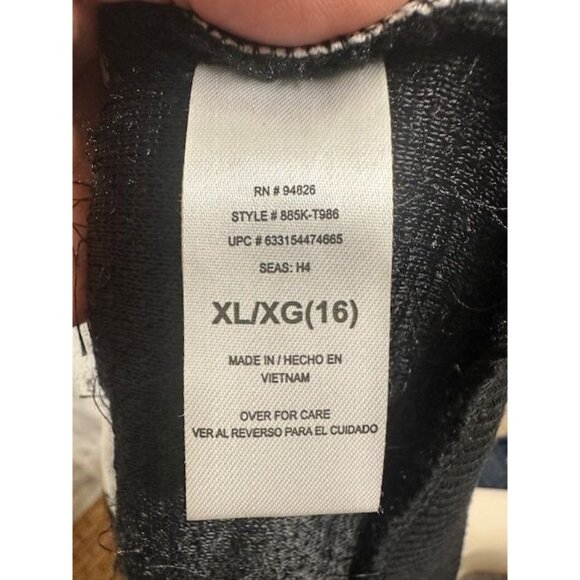 RN # 94826
STYLE # 885K-T986
UPC # 633154474665
SEAS: H4
XL/XG(16)
MADE IN / HECHO EN
VIETNAM
OVER FOR CARE
VER AL REVERSO PARA EL CUIDADO